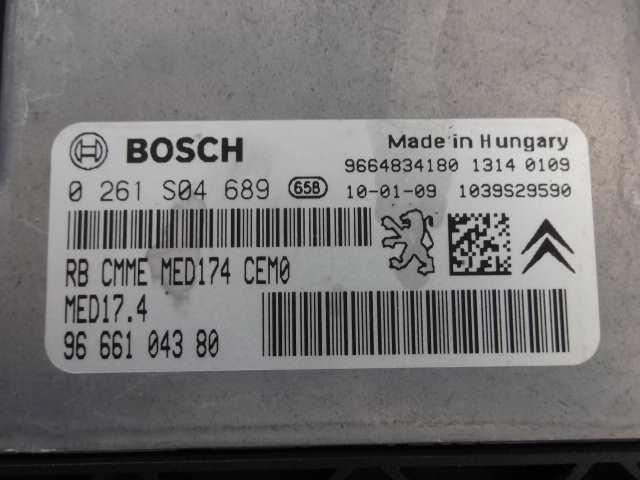 BOSCH
Made in Hungary
9664834180 1314 0109
0 261 S04 689 658
10-01-09 1039S29590
RB CMME MED174 CEM0
MED17.4
96 661 043 80